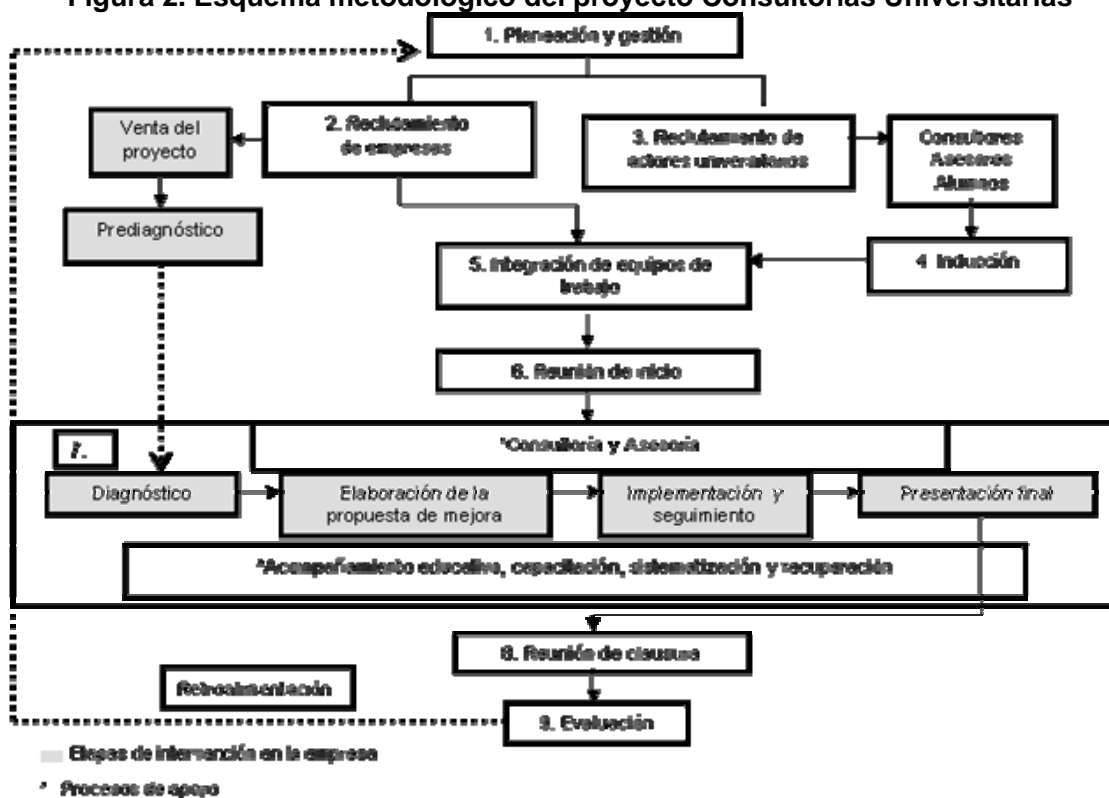 Figura 2. Esquema metodológico del proyecto Consultorías Universitarias
1. Planeación y gestión
Venta del
proyecto
2. Reclutamiento
de empresas
3. Reclutamiento de
actores universitarios
Consultores
Asesores
Alumnos
Prediagnóstico
5. Integración de equipos de
trabajo
4 Inducción
6. Reunión de inicio
7.
*Consultoría y Asesoría
Diagnóstico
Elaboración de la
propuesta de mejora
Implementación y
seguimiento
Presentación final
*Acompañamiento educativo, capacitación, sistematización y recuperación
8. Reunión de clausura
Retroalimentación
9. Evaluación
Etapas de intervención en la empresa
* Procesos de apoyo